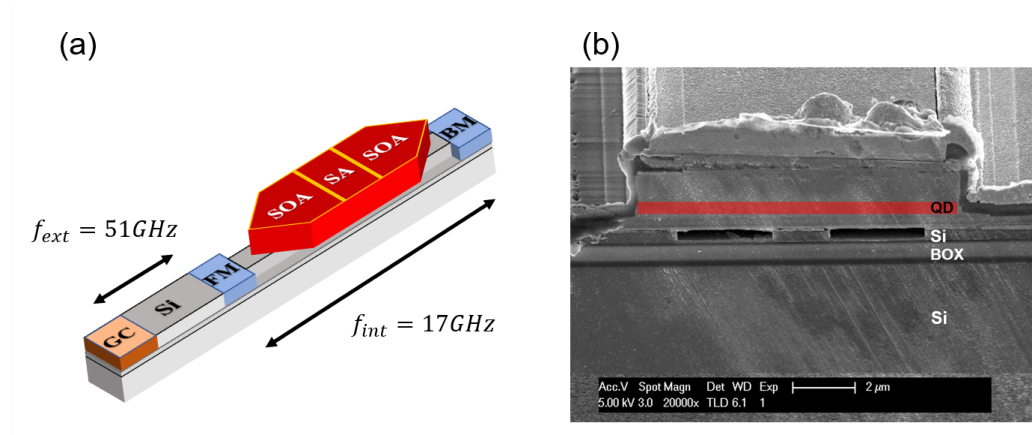 (a)
(b)
BM
SOA
SA
SOA
f_ext = 51GHz
FM
Si
GC
f_int = 17GHz
QD
Si
BOX
Si
Acc.V Spot Magn Det WD Exp
5.00 kV 3.0 20000x TLD 6.1 1
2 µm